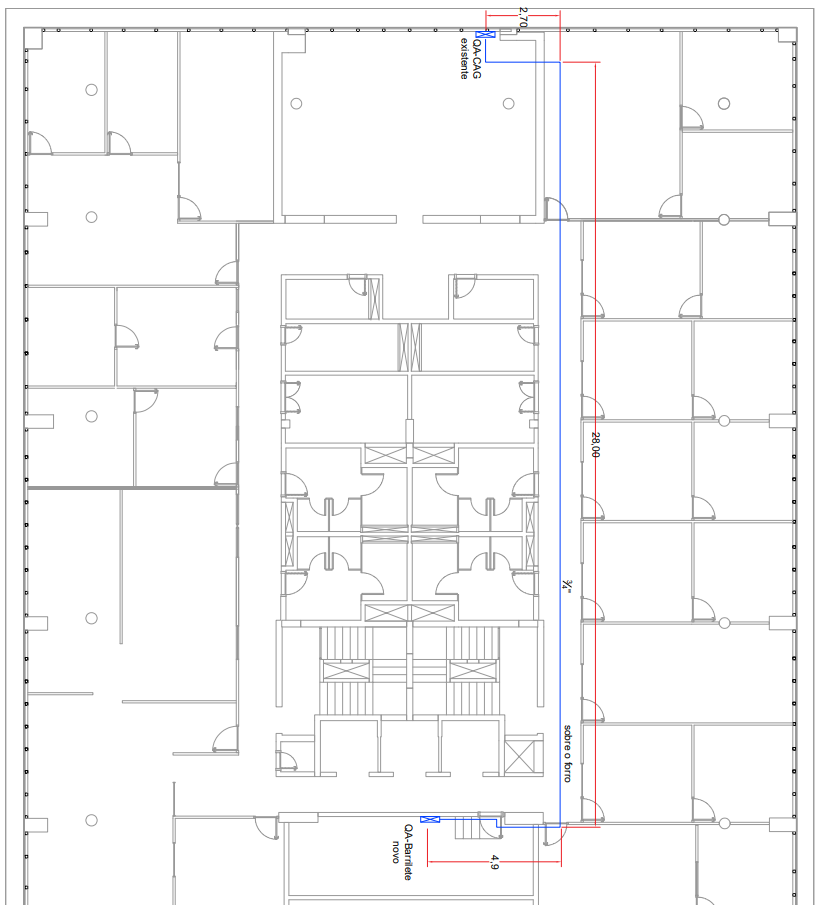 2,70
QA-CAG
existente
28,00
¾"
sobre o forro
QA-Barrilete
novo
4,9